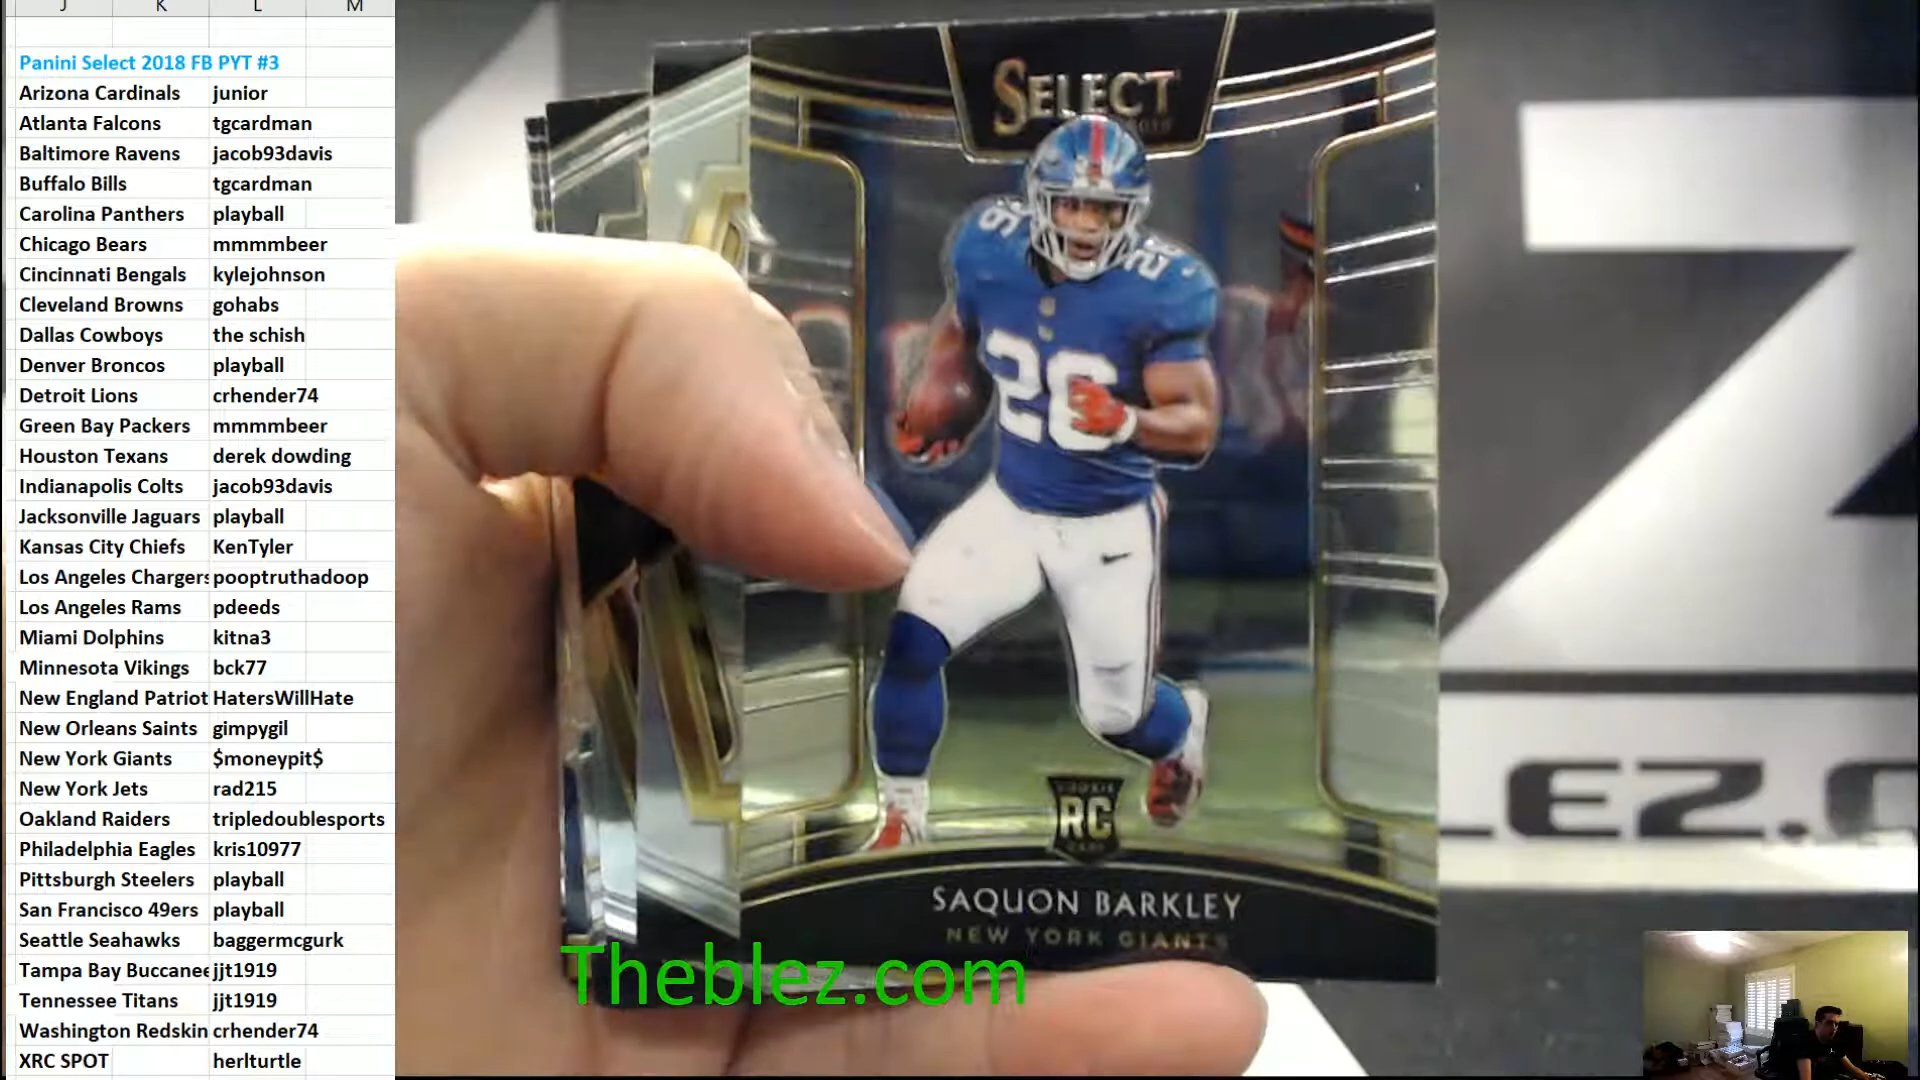 J K L M
Panini Select 2018 FB PYT #3
Arizona Cardinals junior
Atlanta Falcons tgcardman
Baltimore Ravens jacob93davis
Buffalo Bills tgcardman
Carolina Panthers playball
Chicago Bears mmmmbeer
Cincinnati Bengals kylejohnson
Cleveland Browns gohabs
Dallas Cowboys the schish
Denver Broncos playball
Detroit Lions crhender74
Green Bay Packers mmmmbeer
Houston Texans derek dowding
Indianapolis Colts jacob93davis
Jacksonville Jaguars playball
Kansas City Chiefs KenTyler
Los Angeles Chargers pooptruthadoop
Los Angeles Rams pdeeds
Miami Dolphins kitna3
Minnesota Vikings bck77
New England Patriot HatersWillHate
New Orleans Saints gimpygil
New York Giants $moneypit$
New York Jets rad215
Oakland Raiders tripledoublesports
Philadelphia Eagles kris10977
Pittsburgh Steelers playball
San Francisco 49ers playball
Seattle Seahawks baggermcgurk
Tampa Bay Buccanee jjt1919
Tennessee Titans jjt1919
Washington Redskin crhender74
XRC SPOT herlturtle
SELECT
2018
26
26
26
ROOKIE
RC
CARD
SAQUON BARKLEY
NEW YORK GIANTS
Theblez.com
Z
LEZ.C